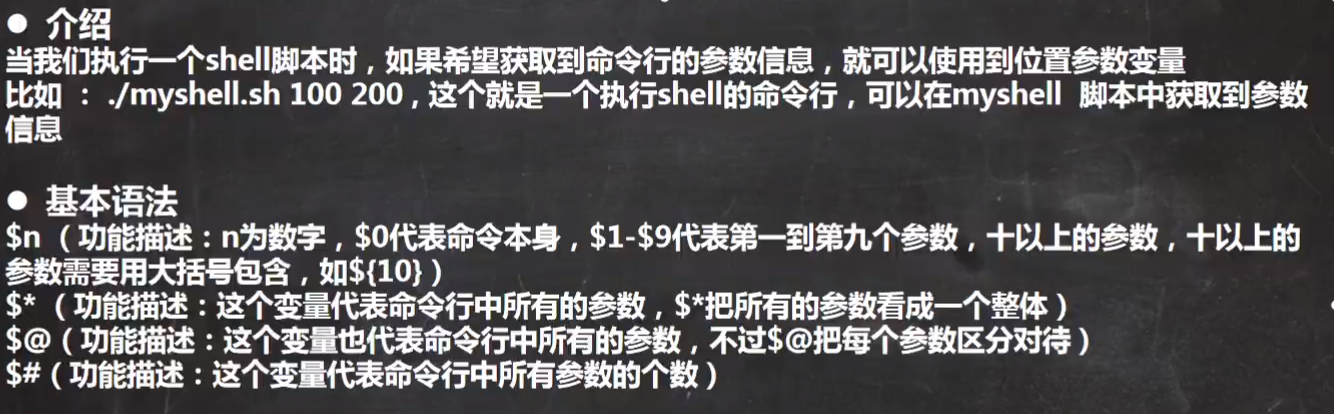 ● 介绍
当我们执行一个shell脚本时，如果希望获取到命令行的参数信息，就可以使用到位置参数变量
比如 ： ./myshell.sh 100 200，这个就是一个执行shell的命令行，可以在myshell 脚本中获取到参数
信息
● 基本语法
$n （功能描述：n为数字，$0代表命令本身，$1-$9代表第一到第九个参数，十以上的参数，十以上的
参数需要用大括号包含，如${10}）
$* （功能描述：这个变量代表命令行中所有的参数，$*把所有的参数看成一个整体）
$@（功能描述：这个变量也代表命令行中所有的参数，不过$@把每个参数区分对待）
$#（功能描述：这个变量代表命令行中所有参数的个数）